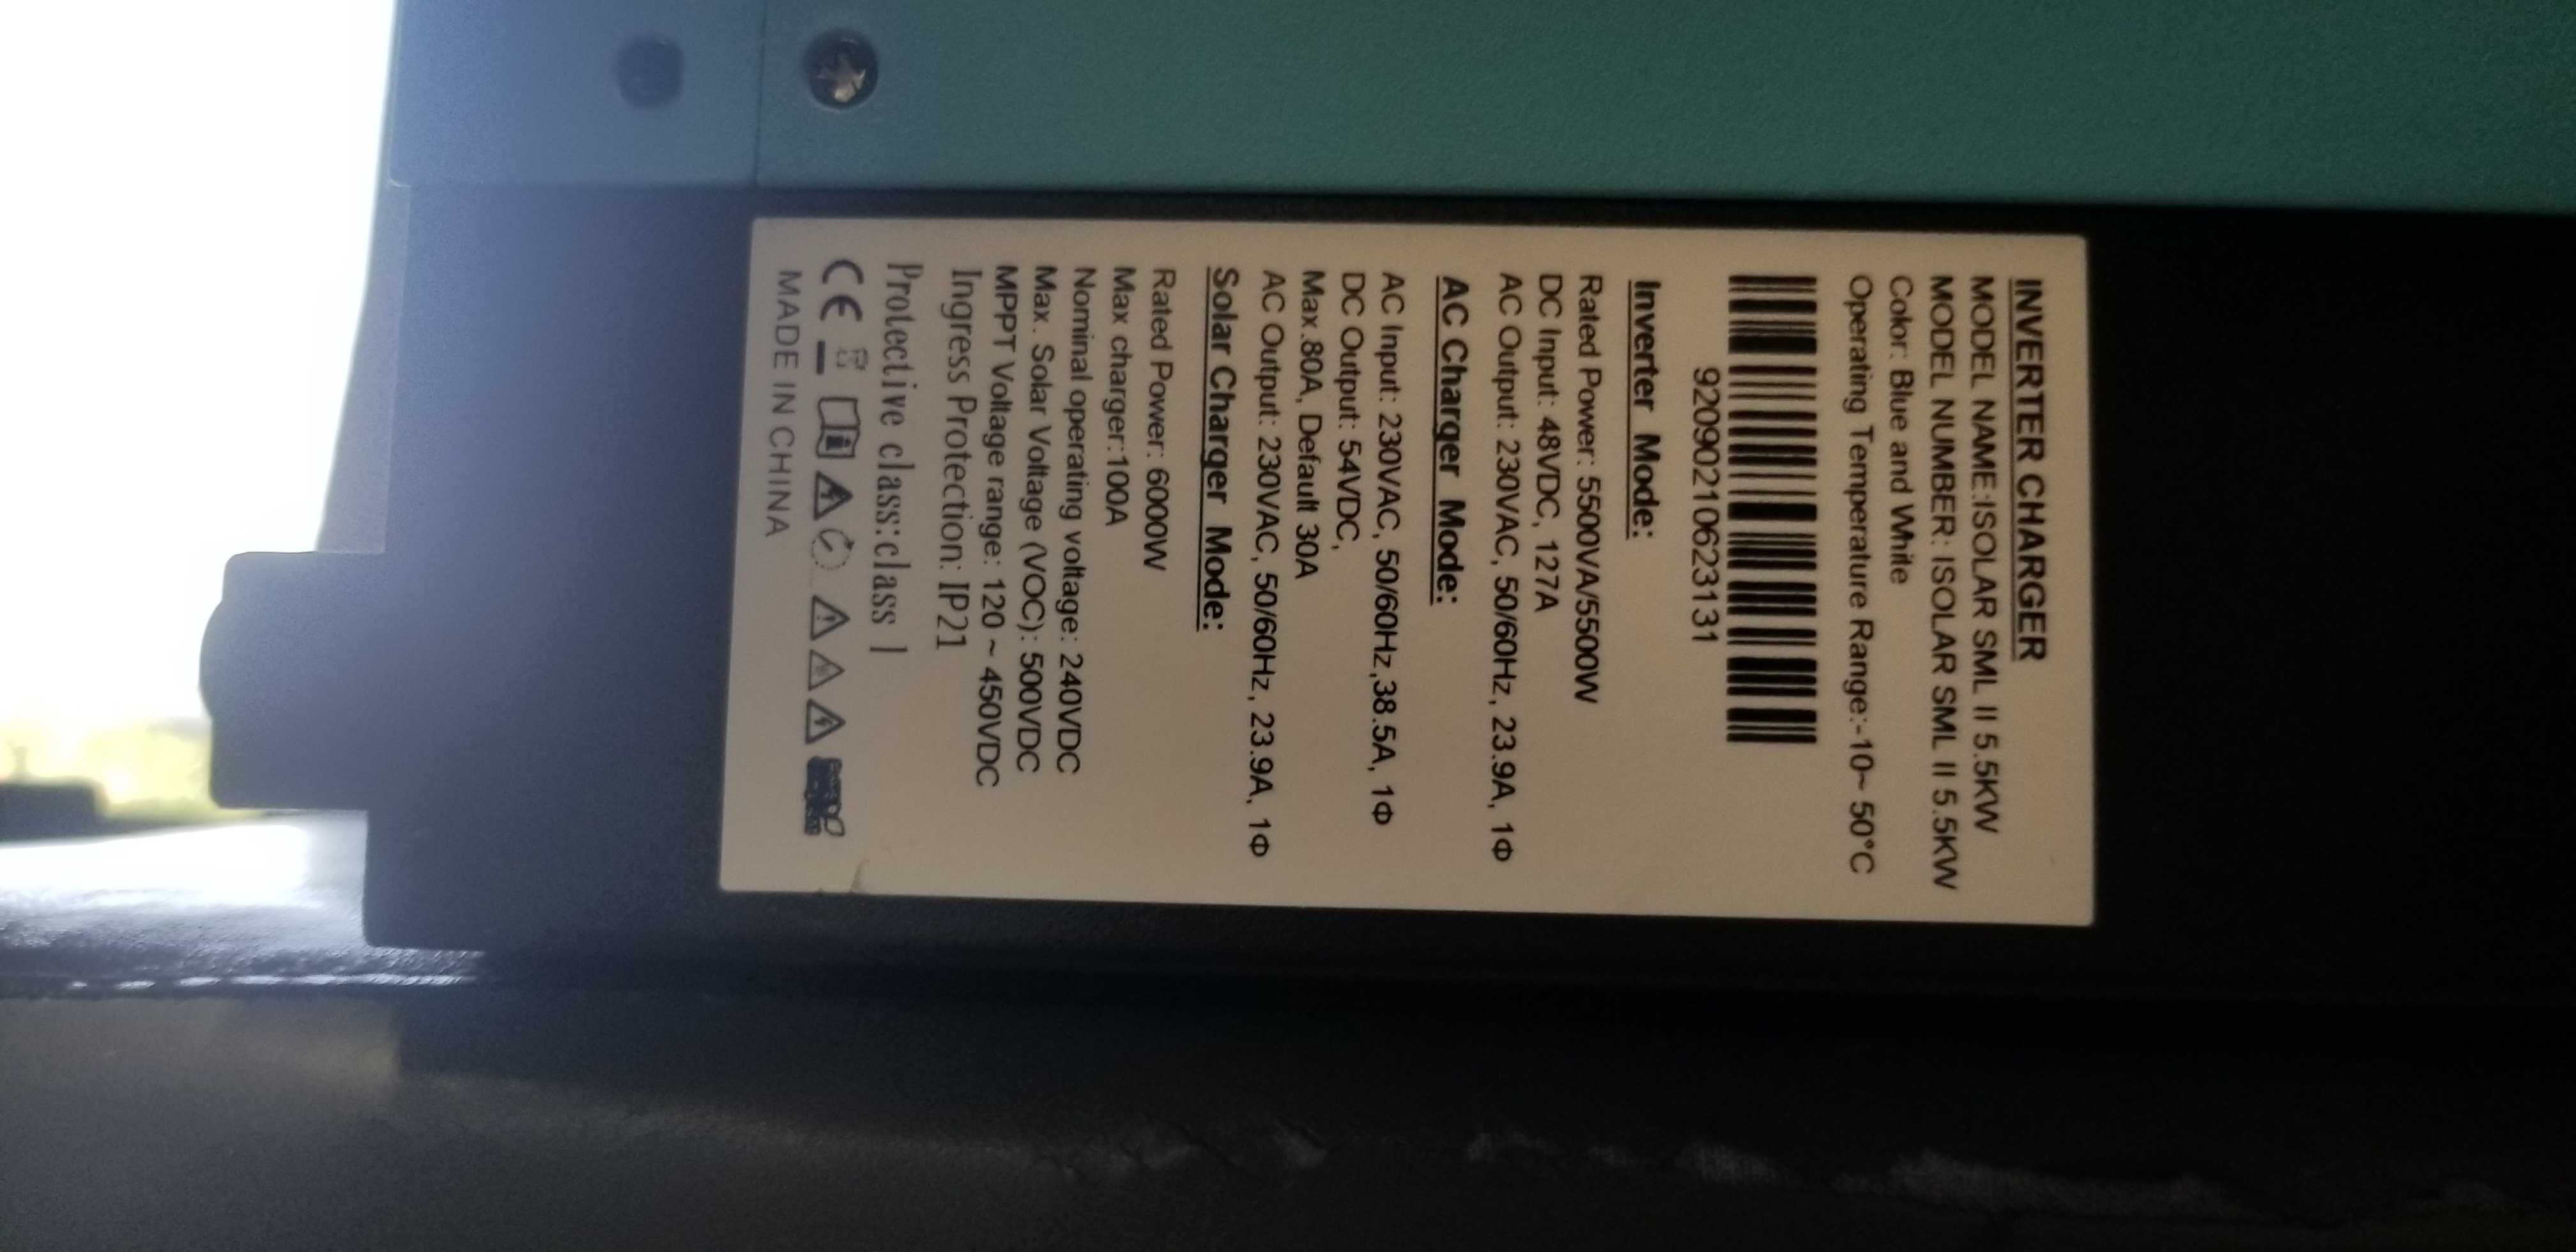 INVERTER CHARGER
MODEL NAME:ISOLAR SML II 5.5KW
MODEL NUMBER: ISOLAR SML II 5.5KW
Color: Blue and White
Operating Temperature Range:-10~ 50°C
92090210623131
Inverter Mode:
Rated Power: 5500VA/5500W
DC Input: 48VDC, 127A
AC Output: 230VAC, 50/60Hz, 23.9A, 1Φ
AC Charger Mode:
AC Input: 230VAC, 50/60Hz,38.5A, 1Φ
DC Output: 54VDC,
Max.80A, Default 30A
AC Output: 230VAC, 50/60Hz, 23.9A, 1Φ
Solar Charger Mode:
Rated Power: 6000W
Max charger:100A
Nominal operating voltage: 240VDC
Max. Solar Voltage (VOC): 500VDC
MPPT Voltage range: 120 ~ 450VDC
Ingress Protection: IP21
Protective class:class I
CE
MADE IN CHINA